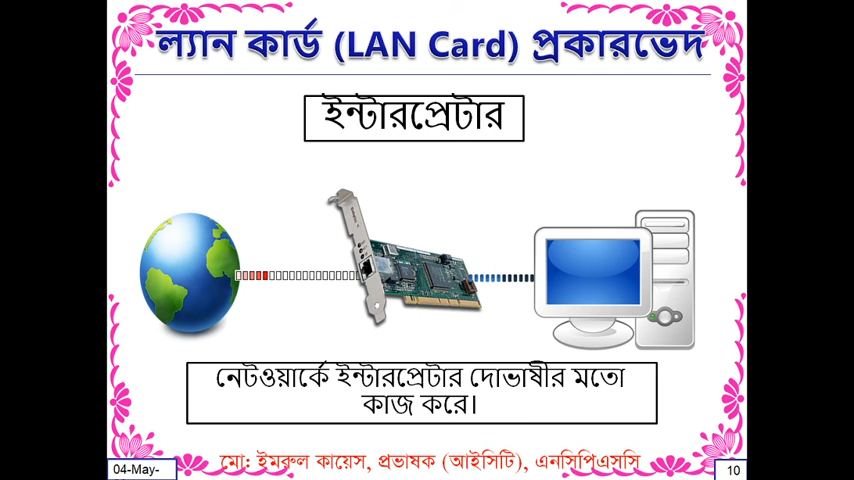 ল্যান কার্ড (LAN Card) প্রকারভেদ
ইন্টারপ্রেটার
নেটওয়ার্কে ইন্টারপ্রেটার দোভাষীর মতো
কাজ করে।
মো: ইমরুল কায়েস, প্রভাষক (আইসিটি), এনসিপিএসসি
04-May-
10